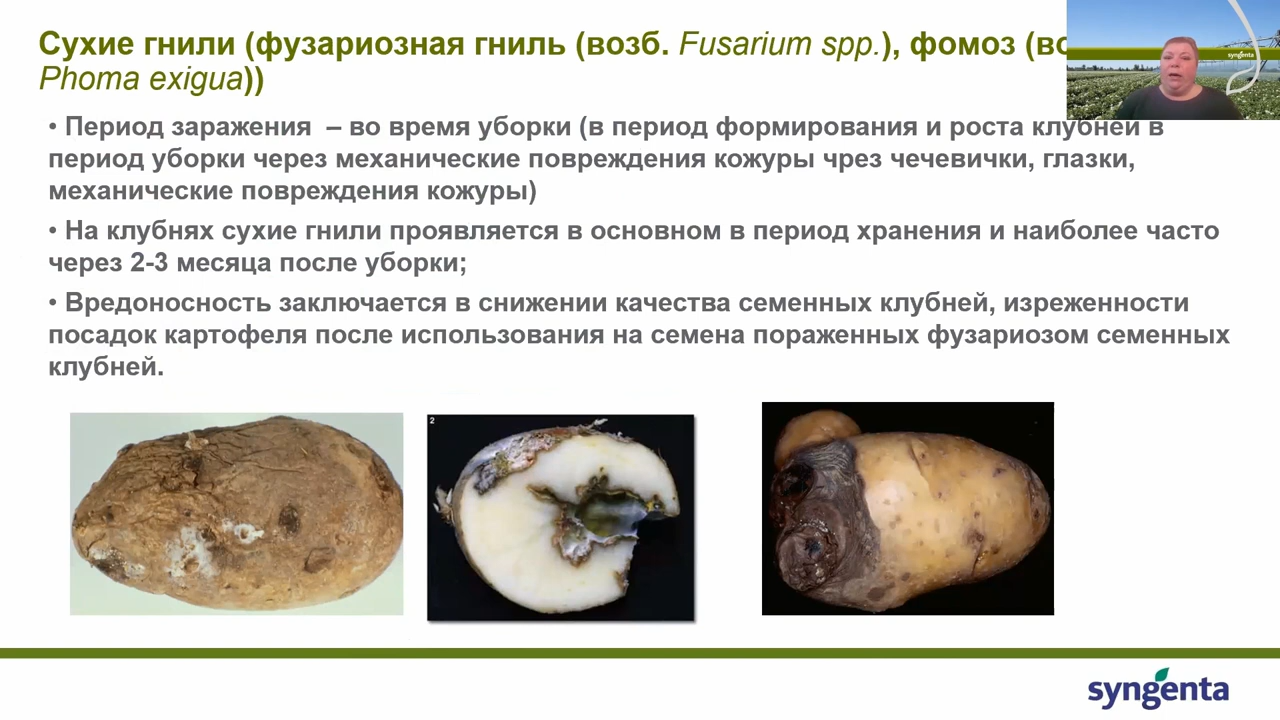 Сухие гнили (фузариозная гниль (возб. Fusarium spp.), фомоз (во
Phoma exigua))
• Период заражения – во время уборки (в период формирования и роста клубней в
период уборки через механические повреждения кожуры чрез чечевички, глазки,
механические повреждения кожуры)
• На клубнях сухие гнили проявляется в основном в период хранения и наиболее часто
через 2-3 месяца после уборки;
• Вредоносность заключается в снижении качества семенных клубней, изреженности
посадок картофеля после использования на семена пораженных фузариозом семенных
клубней.
2
syngenta
syngenta